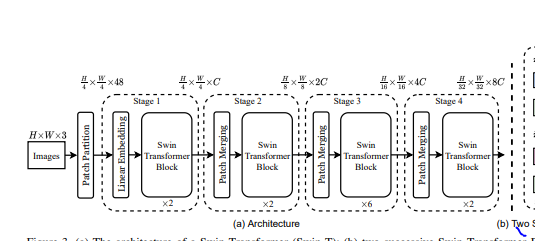 H/4 × W/4 × 48
H/4 × W/4 × C
H/8 × W/8 × 2C
H/16 × W/16 × 4C
H/32 × W/32 × 8C
Stage 1
Stage 2
Stage 3
Stage 4
H×W×3
Images
Patch Partition
Linear Embedding
Swin
Transformer
Block
Patch Merging
Swin
Transformer
Block
Patch Merging
Swin
Transformer
Block
Patch Merging
Swin
Transformer
Block
×2
×2
×6
×2
(a) Architecture
(b) Two S